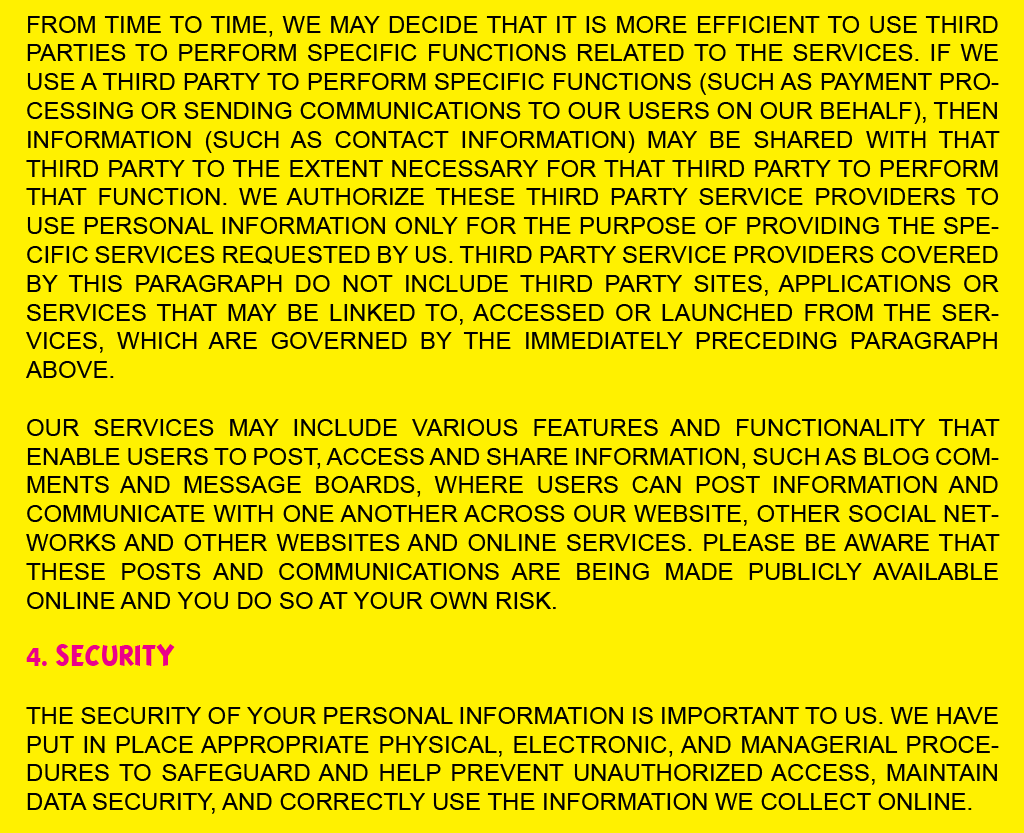 FROM TIME TO TIME, WE MAY DECIDE THAT IT IS MORE EFFICIENT TO USE THIRD
PARTIES TO PERFORM SPECIFIC FUNCTIONS RELATED TO THE SERVICES. IF WE
USE A THIRD PARTY TO PERFORM SPECIFIC FUNCTIONS (SUCH AS PAYMENT PRO-
CESSING OR SENDING COMMUNICATIONS TO OUR USERS ON OUR BEHALF), THEN
INFORMATION (SUCH AS CONTACT INFORMATION) MAY BE SHARED WITH THAT
THIRD PARTY TO THE EXTENT NECESSARY FOR THAT THIRD PARTY TO PERFORM
THAT FUNCTION. WE AUTHORIZE THESE THIRD PARTY SERVICE PROVIDERS TO
USE PERSONAL INFORMATION ONLY FOR THE PURPOSE OF PROVIDING THE SPE-
CIFIC SERVICES REQUESTED BY US. THIRD PARTY SERVICE PROVIDERS COVERED
BY THIS PARAGRAPH DO NOT INCLUDE THIRD PARTY SITES, APPLICATIONS OR
SERVICES THAT MAY BE LINKED TO, ACCESSED OR LAUNCHED FROM THE SER-
VICES, WHICH ARE GOVERNED BY THE IMMEDIATELY PRECEDING PARAGRAPH
ABOVE.
OUR SERVICES MAY INCLUDE VARIOUS FEATURES AND FUNCTIONALITY THAT
ENABLE USERS TO POST, ACCESS AND SHARE INFORMATION, SUCH AS BLOG COM-
MENTS AND MESSAGE BOARDS, WHERE USERS CAN POST INFORMATION AND
COMMUNICATE WITH ONE ANOTHER ACROSS OUR WEBSITE, OTHER SOCIAL NET-
WORKS AND OTHER WEBSITES AND ONLINE SERVICES. PLEASE BE AWARE THAT
THESE POSTS AND COMMUNICATIONS ARE BEING MADE PUBLICLY AVAILABLE
ONLINE AND YOU DO SO AT YOUR OWN RISK.
4. SECURITY
THE SECURITY OF YOUR PERSONAL INFORMATION IS IMPORTANT TO US. WE HAVE
PUT IN PLACE APPROPRIATE PHYSICAL, ELECTRONIC, AND MANAGERIAL PROCE-
DURES TO SAFEGUARD AND HELP PREVENT UNAUTHORIZED ACCESS, MAINTAIN
DATA SECURITY, AND CORRECTLY USE THE INFORMATION WE COLLECT ONLINE.